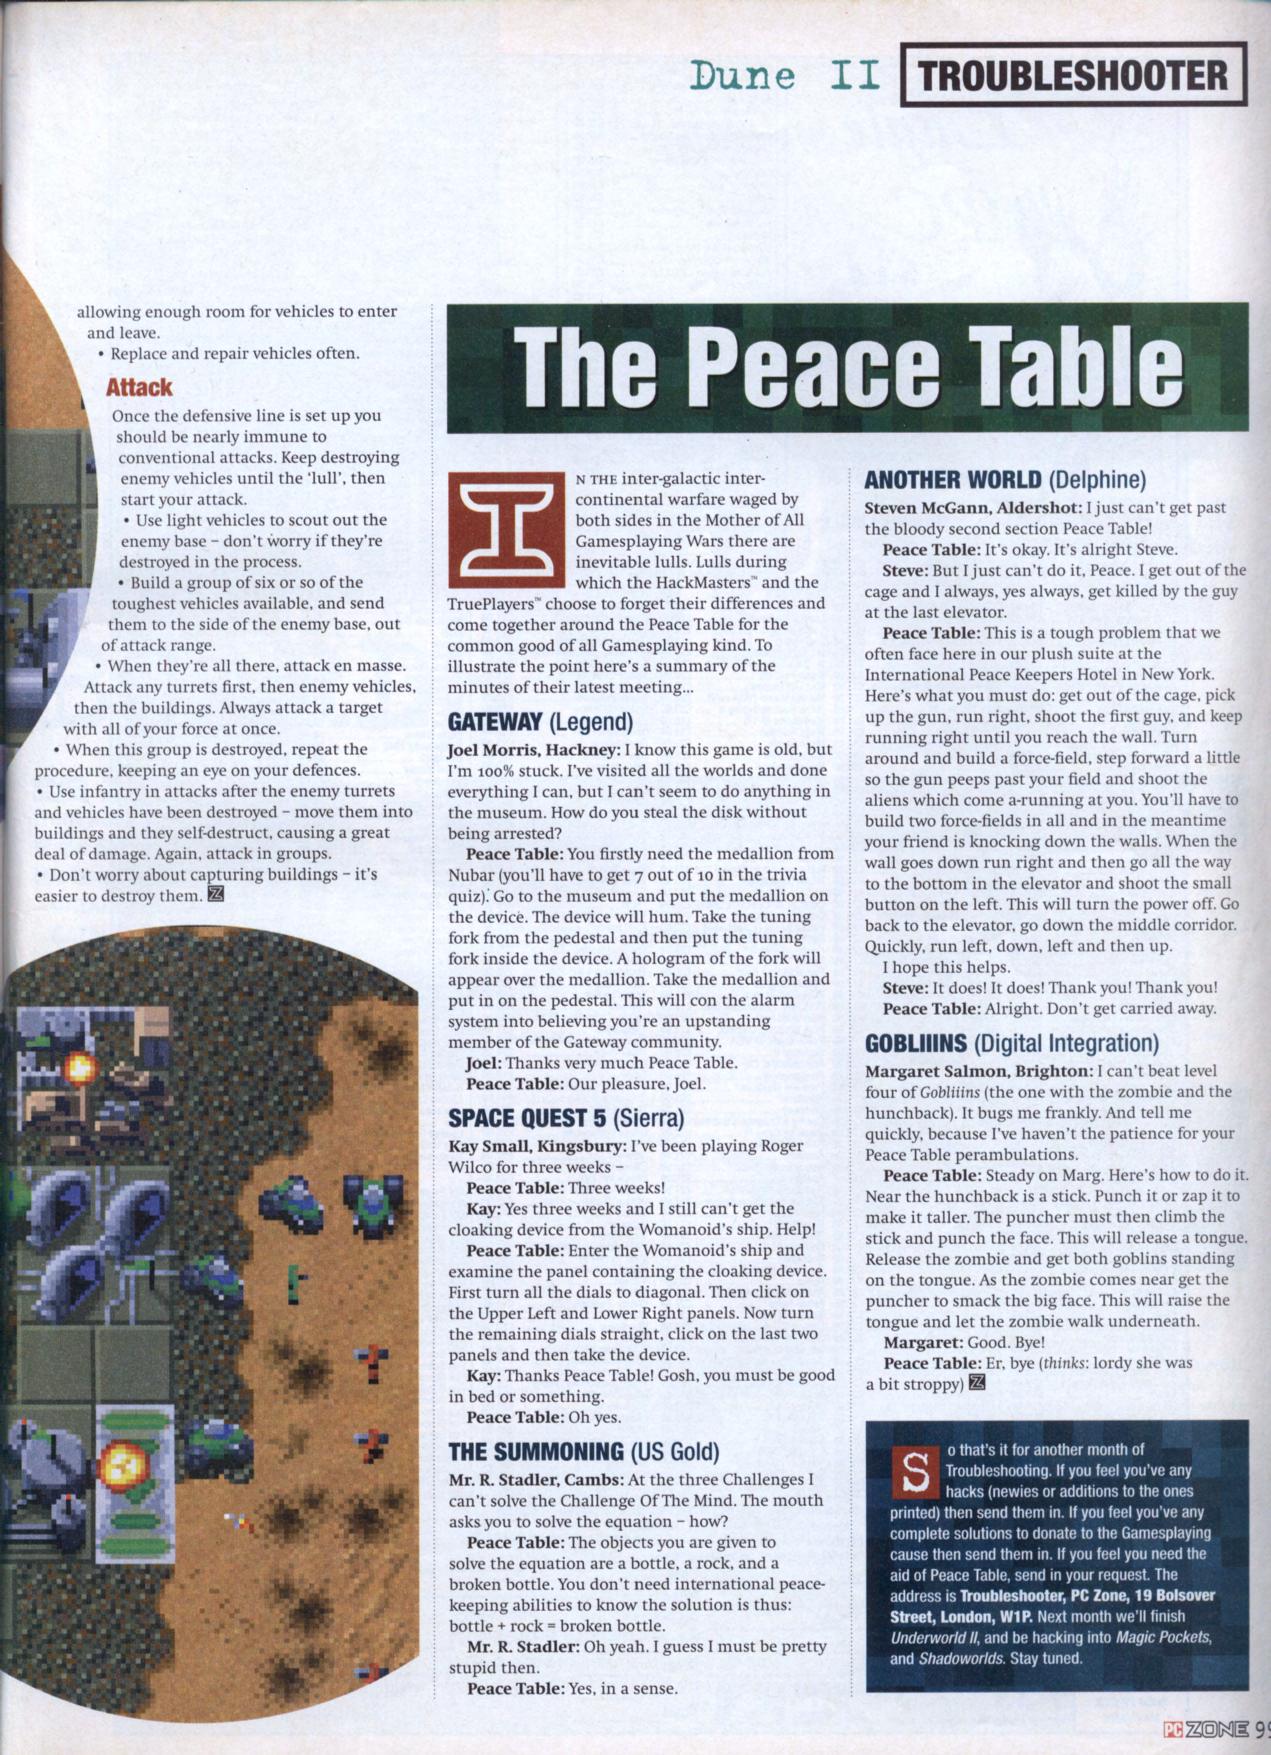 Dune II TROUBLESHOOTER
allowing enough room for vehicles to enter
and leave.
• Replace and repair vehicles often.
Attack
Once the defensive line is set up you
should be nearly immune to
conventional attacks. Keep destroying
enemy vehicles until the 'lull', then
start your attack.
• Use light vehicles to scout out the
enemy base – don't worry if they're
destroyed in the process.
• Build a group of six or so of the
toughest vehicles available, and send
them to the side of the enemy base, out
of attack range.
• When they're all there, attack en masse.
Attack any turrets first, then enemy vehicles,
then the buildings. Always attack a target
with all of your force at once.
• When this group is destroyed, repeat the
procedure, keeping an eye on your defences.
• Use infantry in attacks after the enemy turrets
and vehicles have been destroyed – move them into
buildings and they self-destruct, causing a great
deal of damage. Again, attack in groups.
• Don't worry about capturing buildings – it's
easier to destroy them. Z
The Peace Table
IN THE inter-galactic inter-
continental warfare waged by
both sides in the Mother of All
Gamesplaying Wars there are
inevitable lulls. Lulls during
which the HackMasters™ and the
TruePlayers™ choose to forget their differences and
come together around the Peace Table for the
common good of all Gamesplaying kind. To
illustrate the point here's a summary of the
minutes of their latest meeting...
GATEWAY (Legend)
Joel Morris, Hackney: I know this game is old, but
I'm 100% stuck. I've visited all the worlds and done
everything I can, but I can't seem to do anything in
the museum. How do you steal the disk without
being arrested?
Peace Table: You firstly need the medallion from
Nubar (you'll have to get 7 out of 10 in the trivia
quiz). Go to the museum and put the medallion on
the device. The device will hum. Take the tuning
fork from the pedestal and then put the tuning
fork inside the device. A hologram of the fork will
appear over the medallion. Take the medallion and
put in on the pedestal. This will con the alarm
system into believing you're an upstanding
member of the Gateway community.
Joel: Thanks very much Peace Table.
Peace Table: Our pleasure, Joel.
SPACE QUEST 5 (Sierra)
Kay Small, Kingsbury: I've been playing Roger
Wilco for three weeks –
Peace Table: Three weeks!
Kay: Yes three weeks and I still can't get the
cloaking device from the Womanoid's ship. Help!
Peace Table: Enter the Womanoid's ship and
examine the panel containing the cloaking device.
First turn all the dials to diagonal. Then click on
the Upper Left and Lower Right panels. Now turn
the remaining dials straight, click on the last two
panels and then take the device.
Kay: Thanks Peace Table! Gosh, you must be good
in bed or something.
Peace Table: Oh yes.
THE SUMMONING (US Gold)
Mr. R. Stadler, Cambs: At the three Challenges I
can't solve the Challenge Of The Mind. The mouth
asks you to solve the equation – how?
Peace Table: The objects you are given to
solve the equation are a bottle, a rock, and a
broken bottle. You don't need international peace-
keeping abilities to know the solution is thus:
bottle + rock = broken bottle.
Mr. R. Stadler: Oh yeah. I guess I must be pretty
stupid then.
Peace Table: Yes, in a sense.
ANOTHER WORLD (Delphine)
Steven McGann, Aldershot: I just can't get past
the bloody second section Peace Table!
Peace Table: It's okay. It's alright Steve.
Steve: But I just can't do it, Peace. I get out of the
cage and I always, yes always, get killed by the guy
at the last elevator.
Peace Table: This is a tough problem that we
often face here in our plush suite at the
International Peace Keepers Hotel in New York.
Here's what you must do: get out of the cage, pick
up the gun, run right, shoot the first guy, and keep
running right until you reach the wall. Turn
around and build a force-field, step forward a little
so the gun peeps past your field and shoot the
aliens which come a-running at you. You'll have to
build two force-fields in all and in the meantime
your friend is knocking down the walls. When the
wall goes down run right and then go all the way
to the bottom in the elevator and shoot the small
button on the left. This will turn the power off. Go
back to the elevator, go down the middle corridor.
Quickly, run left, down, left and then up.
I hope this helps.
Steve: It does! It does! Thank you! Thank you!
Peace Table: Alright. Don't get carried away.
GOBLIIINS (Digital Integration)
Margaret Salmon, Brighton: I can't beat level
four of Gobliiins (the one with the zombie and the
hunchback). It bugs me frankly. And tell me
quickly, because I've haven't the patience for your
Peace Table perambulations.
Peace Table: Steady on Marg. Here's how to do it.
Near the hunchback is a stick. Punch it or zap it to
make it taller. The puncher must then climb the
stick and punch the face. This will release a tongue.
Release the zombie and get both goblins standing
on the tongue. As the zombie comes near get the
puncher to smack the big face. This will raise the
tongue and let the zombie walk underneath.
Margaret: Good. Bye!
Peace Table: Er, bye (thinks: lordy she was
a bit stroppy) Z
So that's it for another month of
Troubleshooting. If you feel you've any
hacks (newies or additions to the ones
printed) then send them in. If you feel you've any
complete solutions to donate to the Gamesplaying
cause then send them in. If you feel you need the
aid of Peace Table, send in your request. The
address is Troubleshooter, PC Zone, 19 Bolsover
Street, London, W1P. Next month we'll finish
Underworld II, and be hacking into Magic Pockets,
and Shadoworlds. Stay tuned.
PC ZONE 99